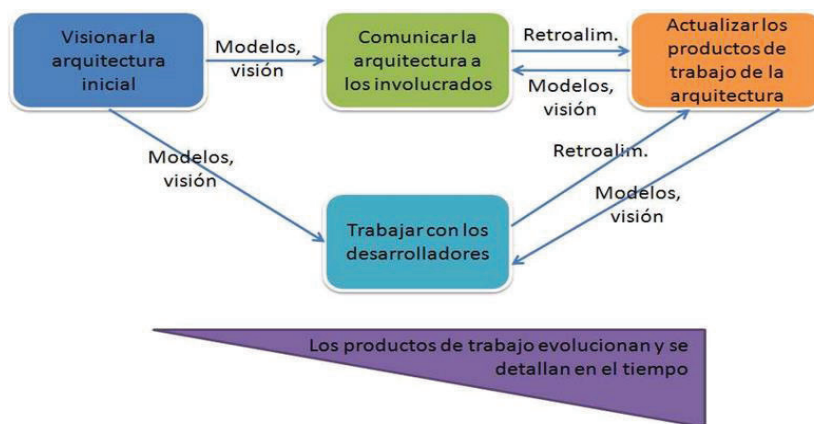 Visionar la
arquitectura
inicial
Modelos,
visión
Comunicar la
arquitectura a
los involucrados
Retroalim.
Modelos,
visión
Actualizar los
productos de
trabajo de la
arquitectura
Modelos,
visión
Retroalim.
Modelos,
visión
Trabajar con los
desarrolladores
Los productos de trabajo evolucionan y se
detallan en el tiempo